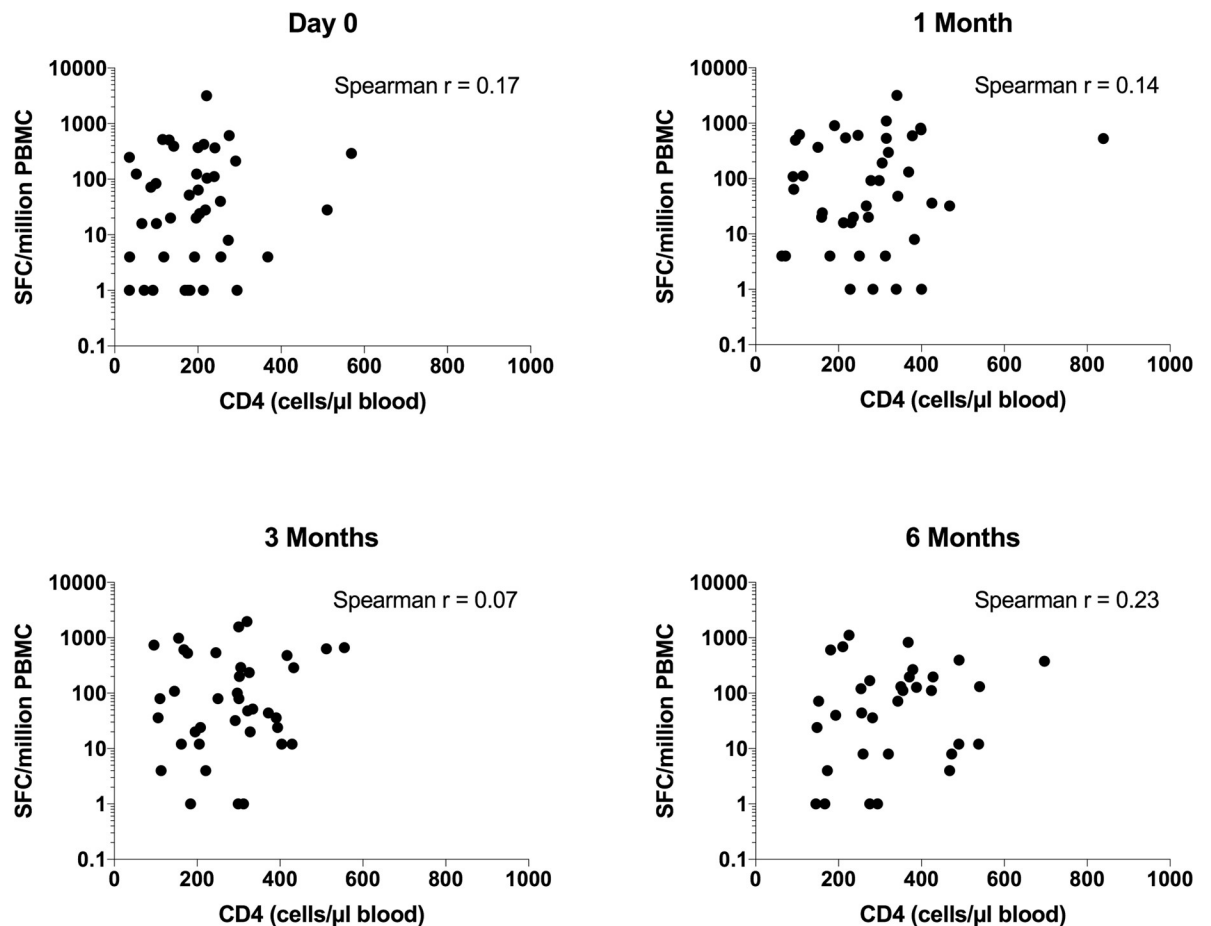 Day 0
Spearman r = 0.17
SFC/million PBMC
10000
1000
100
10
1
0.1
0 200 400 600 800 1000
CD4 (cells/µl blood)
1 Month
Spearman r = 0.14
SFC/million PBMC
10000
1000
100
10
1
0.1
0 200 400 600 800 1000
CD4 (cells/µl blood)
3 Months
Spearman r = 0.07
SFC/million PBMC
10000
1000
100
10
1
0.1
0 200 400 600 800 1000
CD4 (cells/µl blood)
6 Months
Spearman r = 0.23
SFC/million PBMC
10000
1000
100
10
1
0.1
0 200 400 600 800 1000
CD4 (cells/µl blood)